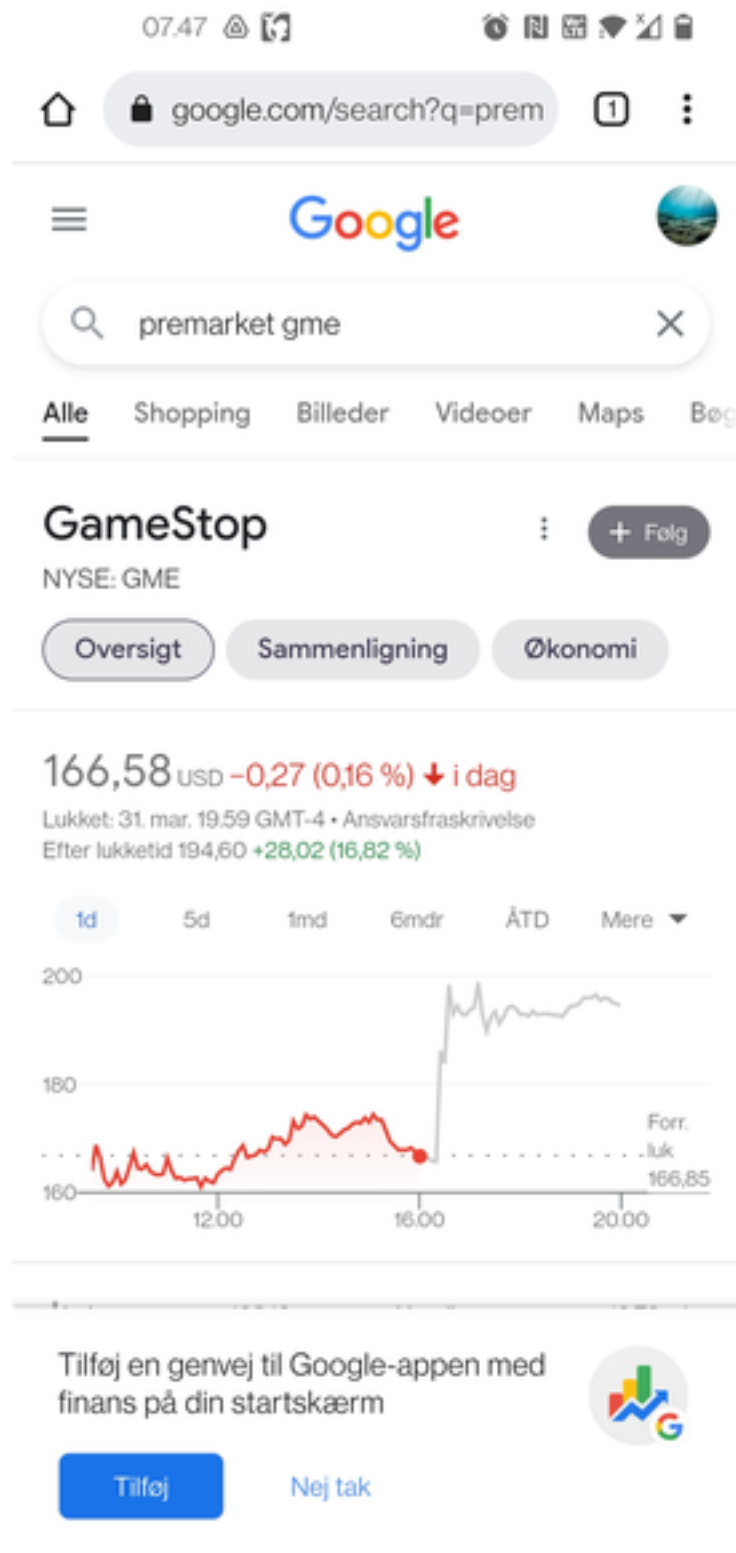 07.47
google.com/search?q=prem
1
Google
premarket gme
Alle Shopping Billeder Videoer Maps Bøg
GameStop
+ Følg
NYSE: GME
Oversigt Sammenligning Økonomi
166,58 USD −0,27 (0,16 %) ↓ i dag
Lukket: 31. mar. 19.59 GMT-4 • Ansvarsfraskrivelse
Efter lukketid 194,60 +28,02 (16,82 %)
1d 5d 1md 6mdr ÅTD Mere
200
180
Forr.
luk
166,85
160
12.00 16.00 20.00
Tilføj en genvej til Google-appen med
finans på din startskærm
G
Tilføj Nej tak